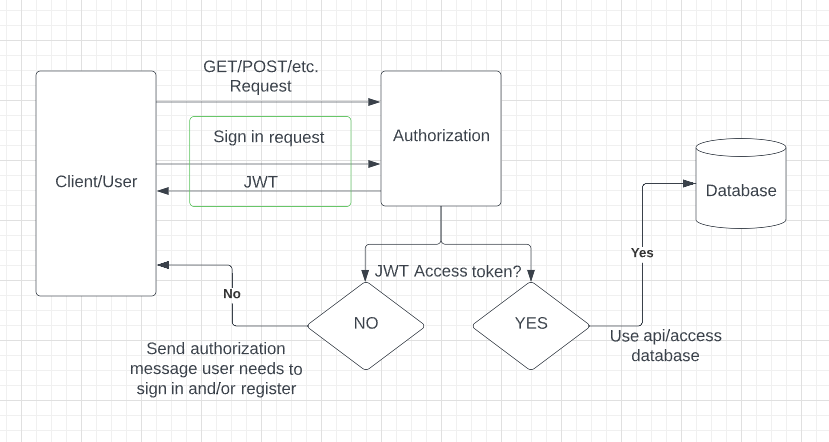 GET/POST/etc.
Request
Sign in request
JWT
Client/User
Authorization
Database
JWT Access token?
NO
YES
No
Yes
Send authorization
message user needs to
sign in and/or register
Use api/access
database